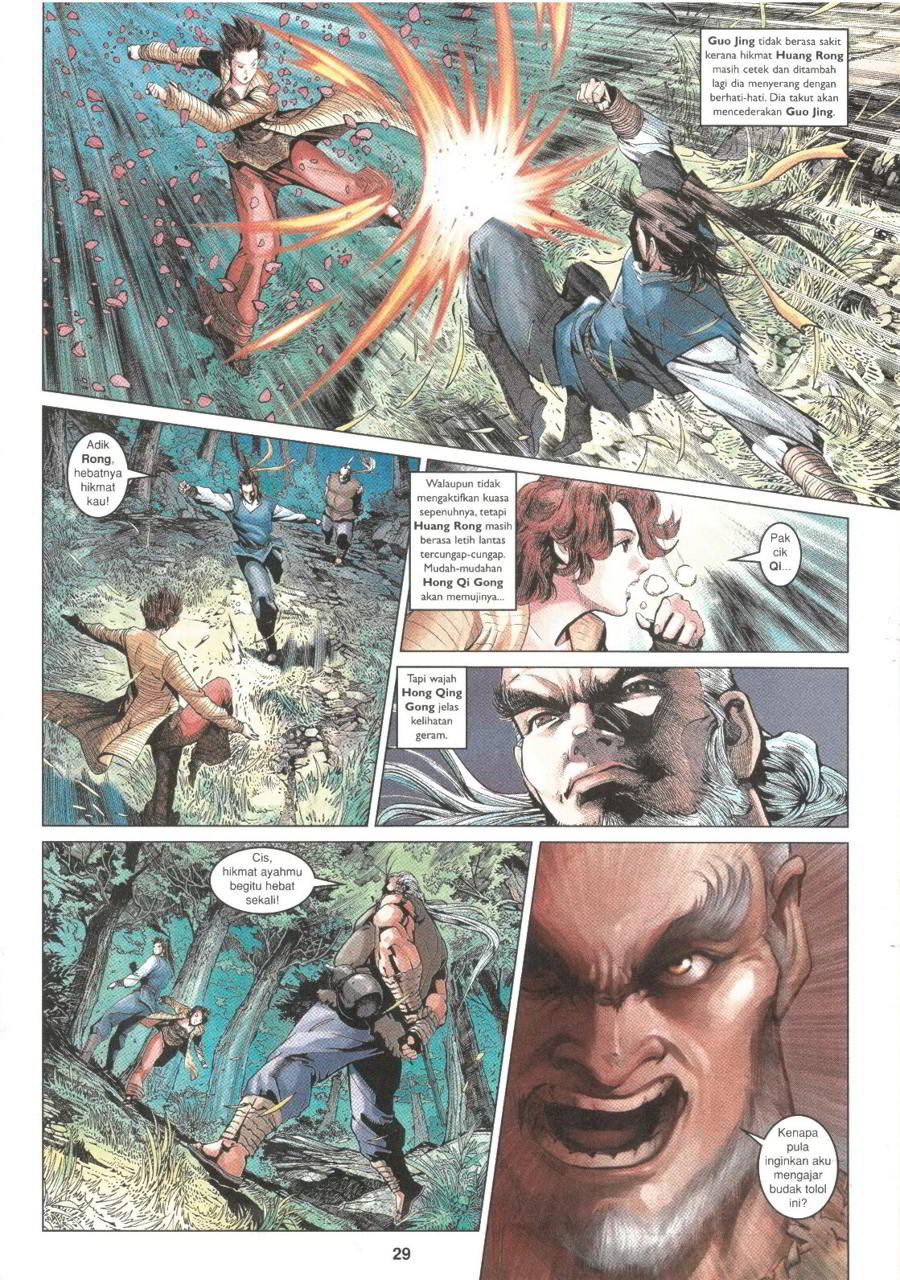 Guo Jing tidak berasa sakit
kerana hikmat Huang Rong
masih cetek dan ditambah
lagi dia menyerang dengan
berhati-hati. Dia takut akan
mencederakan Guo Jing.
Adik
Rong,
hebatnya
hikmat
kau!
Walaupun tidak
mengaktifkan kuasa
sepenuhnya, tetapi
Huang Rong masih
berasa letih lantas
tercungap-cungap.
Mudah-mudahan
Hong Qi Gong
akan memujinya...
Pak
cik
Qi...
Tapi wajah
Hong Qing
Gong jelas
kelihatan
geram.
Cis,
hikmat ayahmu
begitu hebat
sekali!
Kenapa
pula
inginkan aku
mengajar
budak tolol
ini?
29